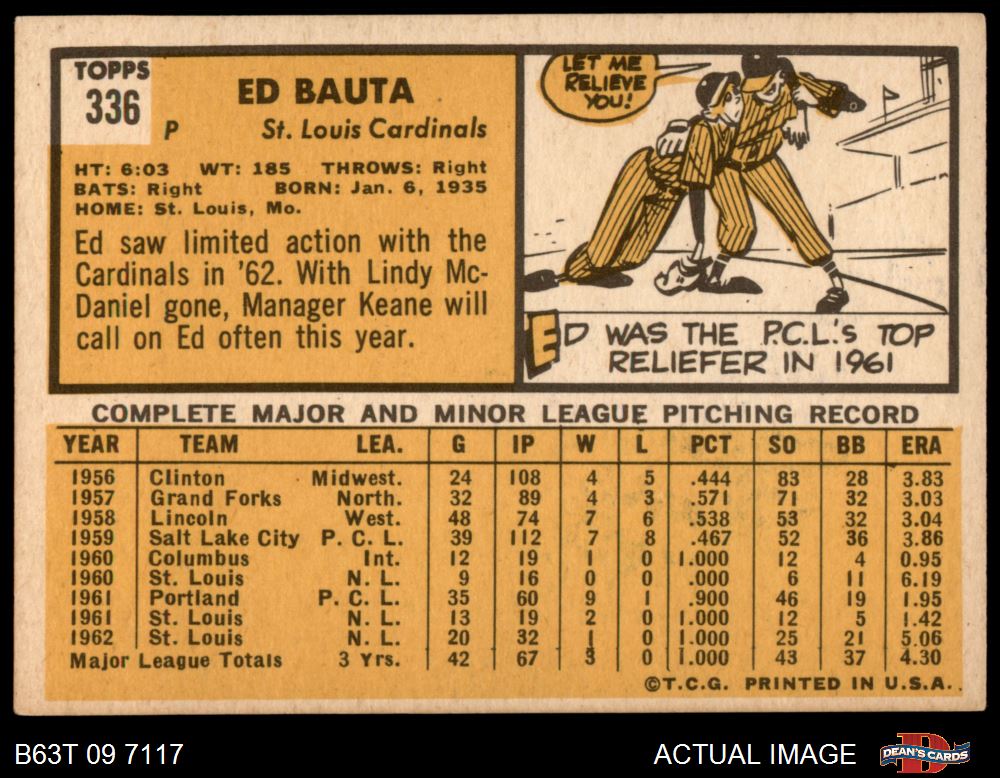 TOPPS
336
P
ED BAUTA
St. Louis Cardinals
HT: 6:03 WT: 185 THROWS: Right
BATS: Right BORN: Jan. 6, 1935
HOME: St. Louis, Mo.
Ed saw limited action with the
Cardinals in '62. With Lindy Mc-
Daniel gone, Manager Keane will
call on Ed often this year.
LET ME
RELIEVE
YOU!
ED WAS THE P.C.L.'S TOP
RELIEFER IN 1961
COMPLETE MAJOR AND MINOR LEAGUE PITCHING RECORD
YEAR TEAM LEA. G IP W L PCT SO BB ERA
1956 Clinton Midwest. 24 108 4 5 .444 83 28 3.83
1957 Grand Forks North. 32 89 4 3 .571 71 32 3.03
1958 Lincoln West. 48 74 7 6 .538 53 32 3.04
1959 Salt Lake City P. C. L. 39 112 7 8 .467 52 36 3.86
1960 Columbus Int. 12 19 1 0 1.000 12 4 0.95
1960 St. Louis N. L. 9 16 0 0 .000 6 11 6.19
1961 Portland P. C. L. 35 60 9 1 .900 46 19 1.95
1961 St. Louis N. L. 13 19 2 0 1.000 12 5 1.42
1962 St. Louis N. L. 20 32 1 0 1.000 25 21 5.06
Major League Totals 3 Yrs. 42 67 3 0 1.000 43 37 4.30
©T.C.G. PRINTED IN U.S.A.
B63T 09 7117
ACTUAL IMAGE
DEAN'S CARDS